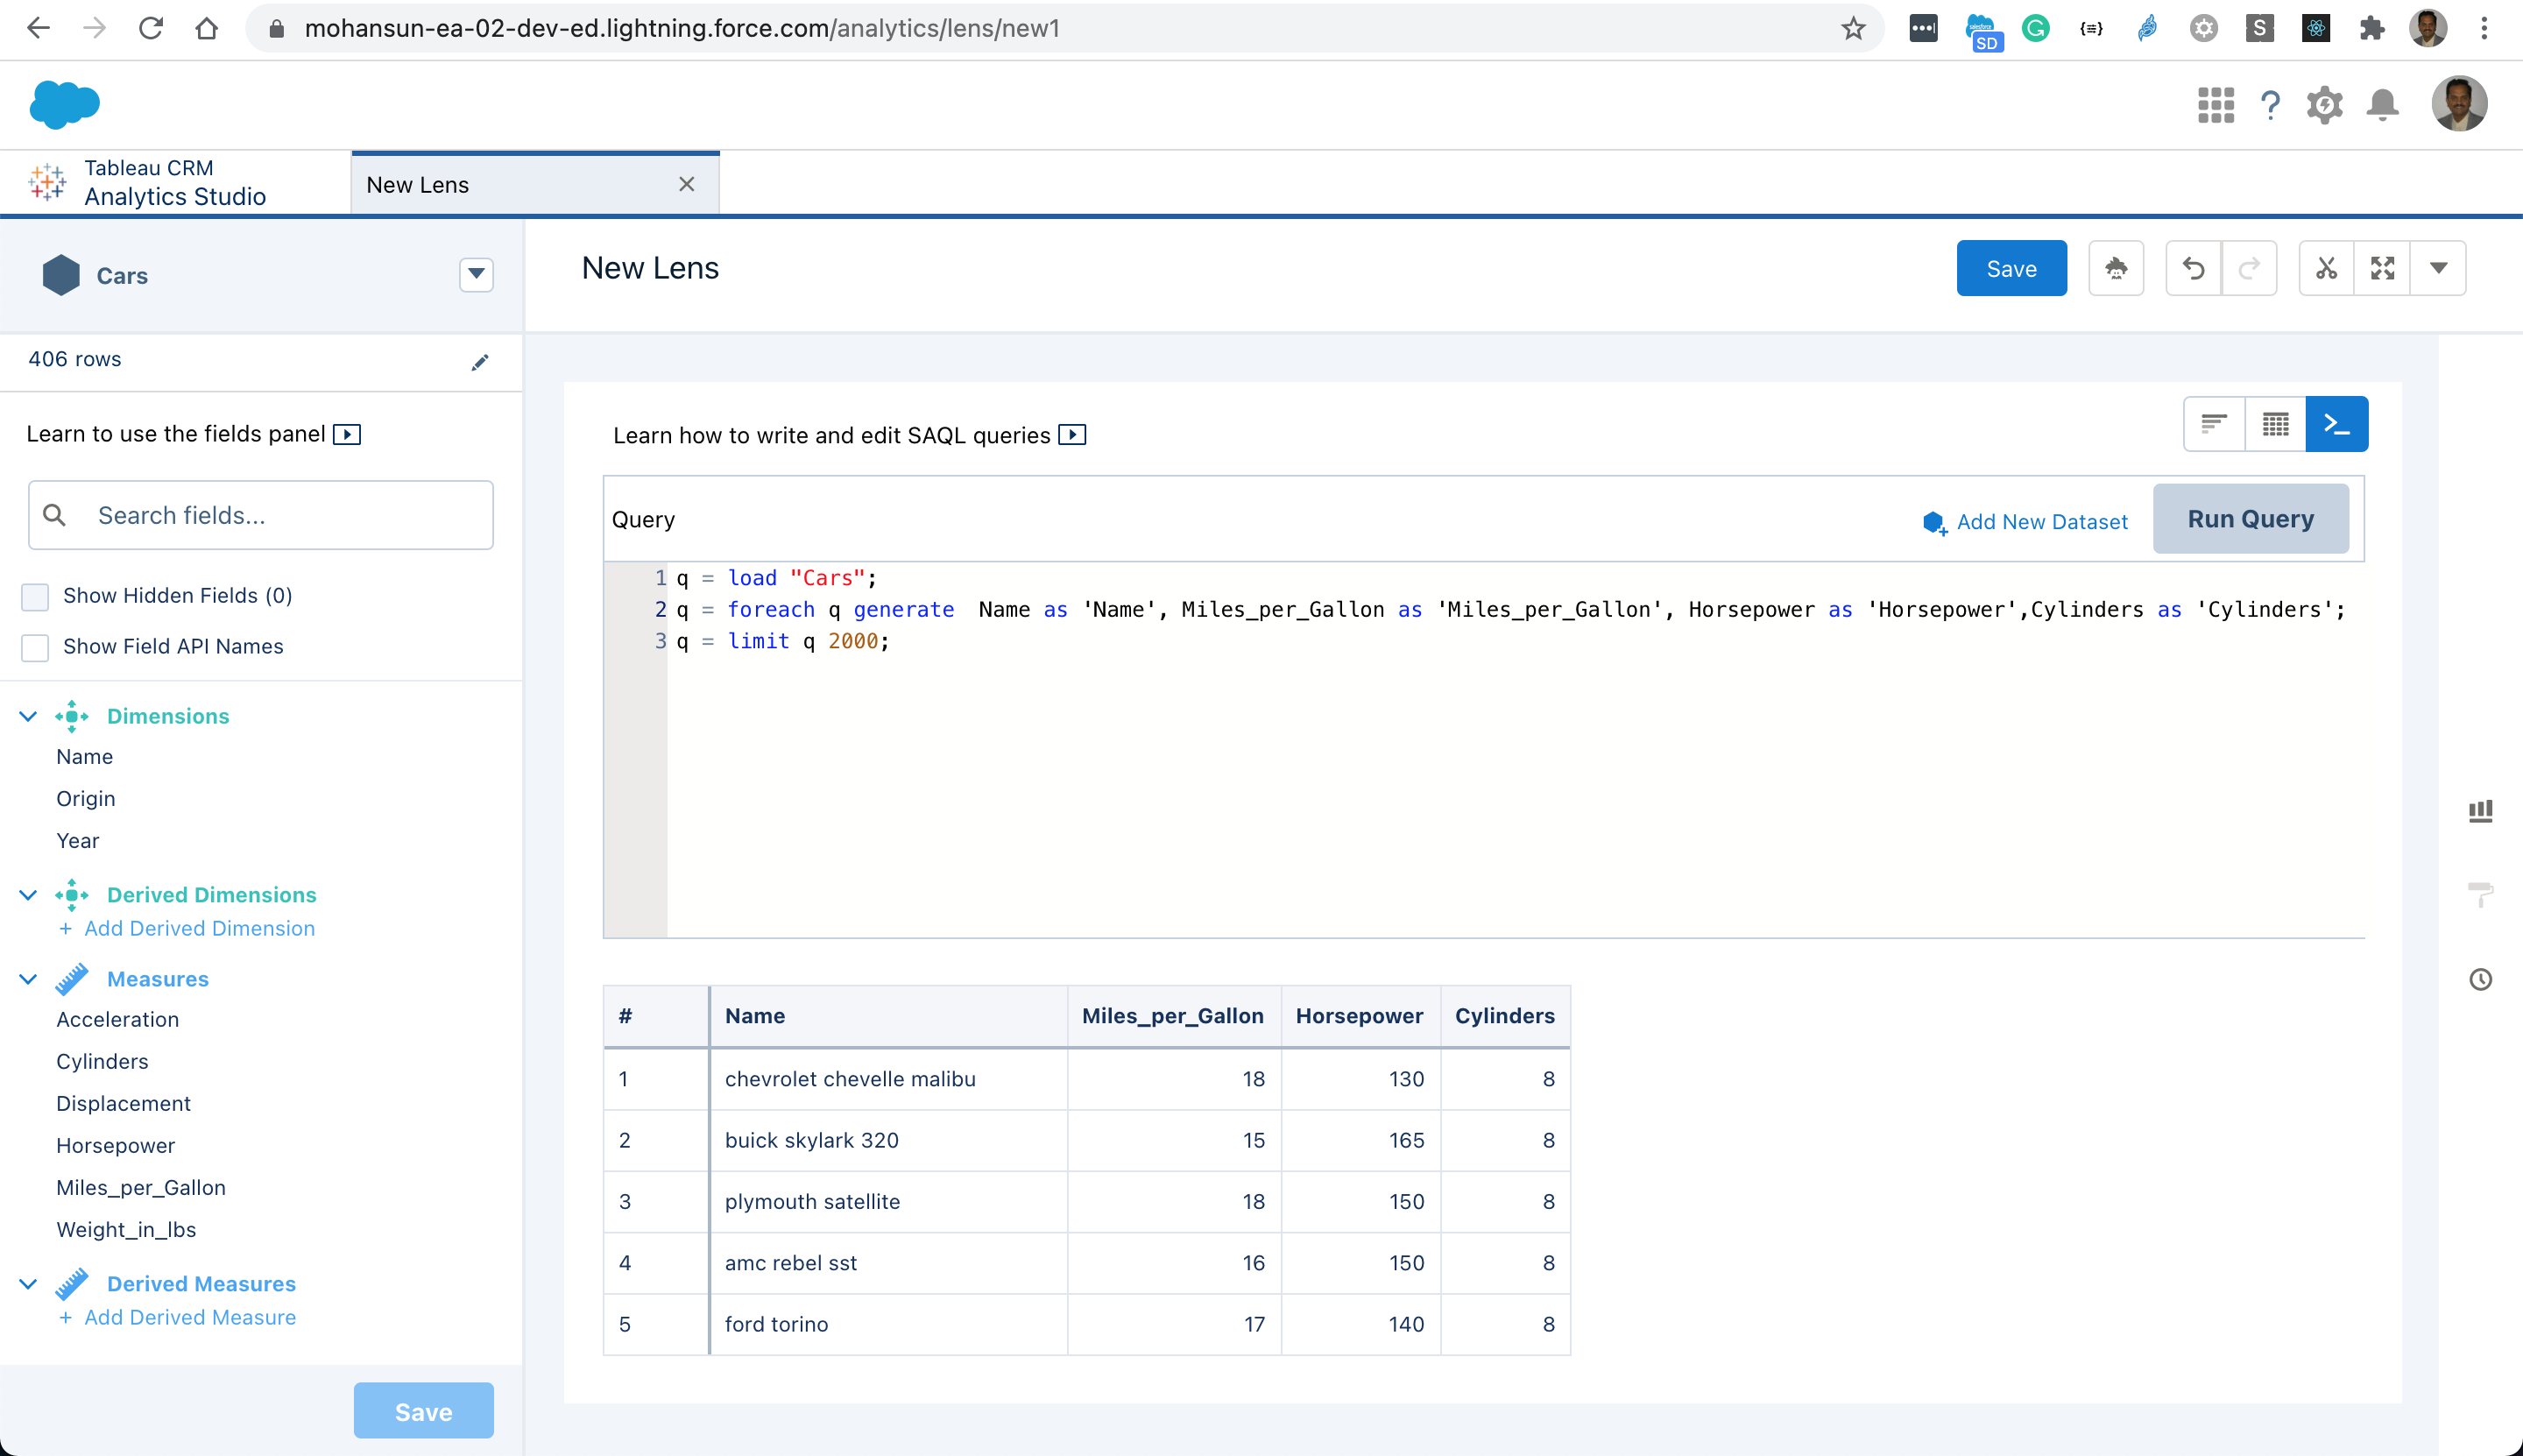 mohansun-ea-02-dev-ed.lightning.force.com/analytics/lens/new1
SD
S
Tableau CRM
Analytics Studio
New Lens
Cars
New Lens
Save
406 rows
Learn to use the fields panel
Search fields...
Show Hidden Fields (0)
Show Field API Names
Dimensions
Name
Origin
Year
Derived Dimensions
+ Add Derived Dimension
Measures
Acceleration
Cylinders
Displacement
Horsepower
Miles_per_Gallon
Weight_in_lbs
Derived Measures
+ Add Derived Measure
Save
Learn how to write and edit SAQL queries
Query
Add New Dataset
Run Query
1 q = load "Cars";
2 q = foreach q generate  Name as 'Name', Miles_per_Gallon as 'Miles_per_Gallon', Horsepower as 'Horsepower',Cylinders as 'Cylinders';
3 q = limit q 2000;
# Name Miles_per_Gallon Horsepower Cylinders
1 chevrolet chevelle malibu 18 130 8
2 buick skylark 320 15 165 8
3 plymouth satellite 18 150 8
4 amc rebel sst 16 150 8
5 ford torino 17 140 8